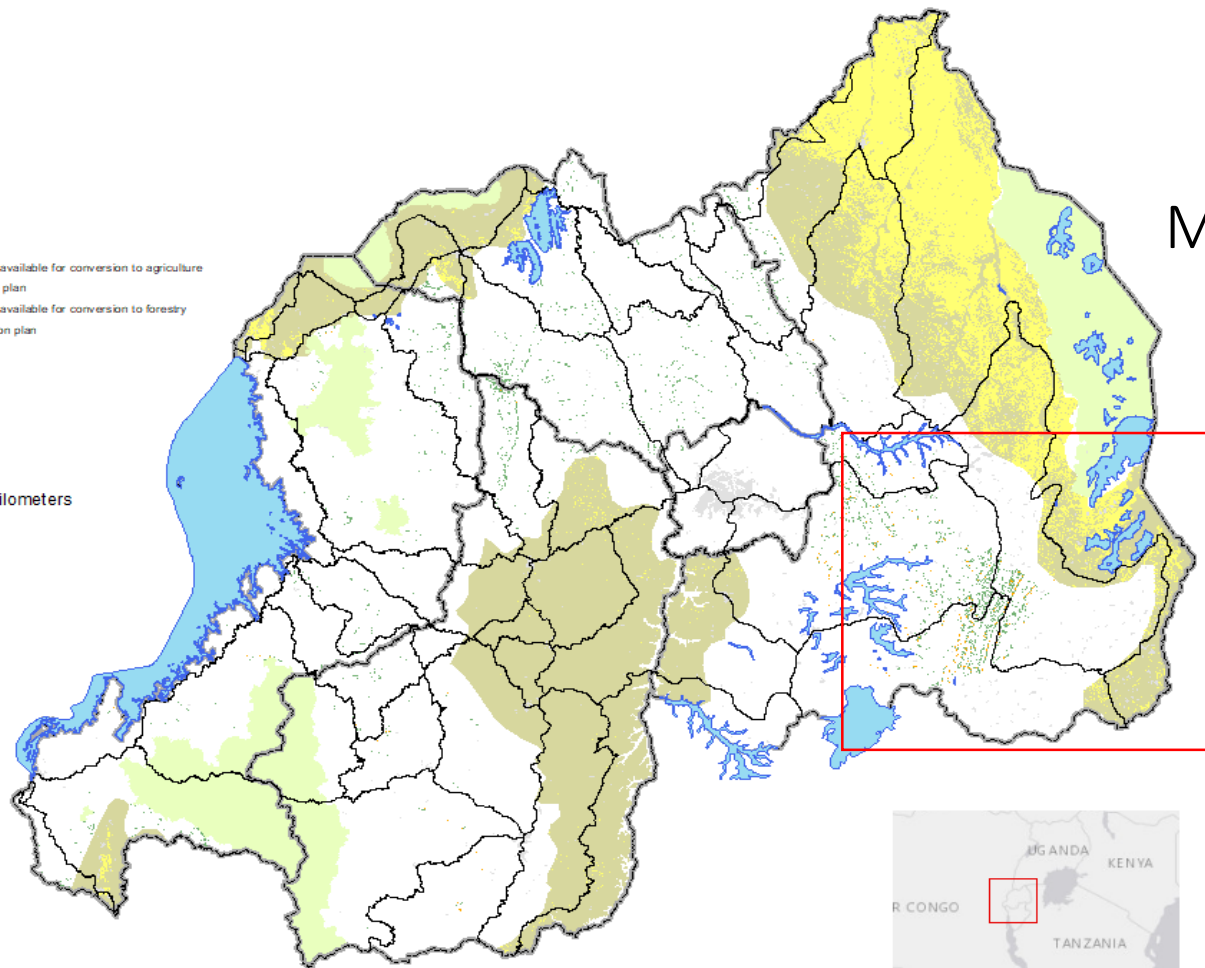 available for conversion to agriculture
plan
available for conversion to forestry
on plan
M
ilometers
UGANDA
KENYA
R CONGO
TANZANIA